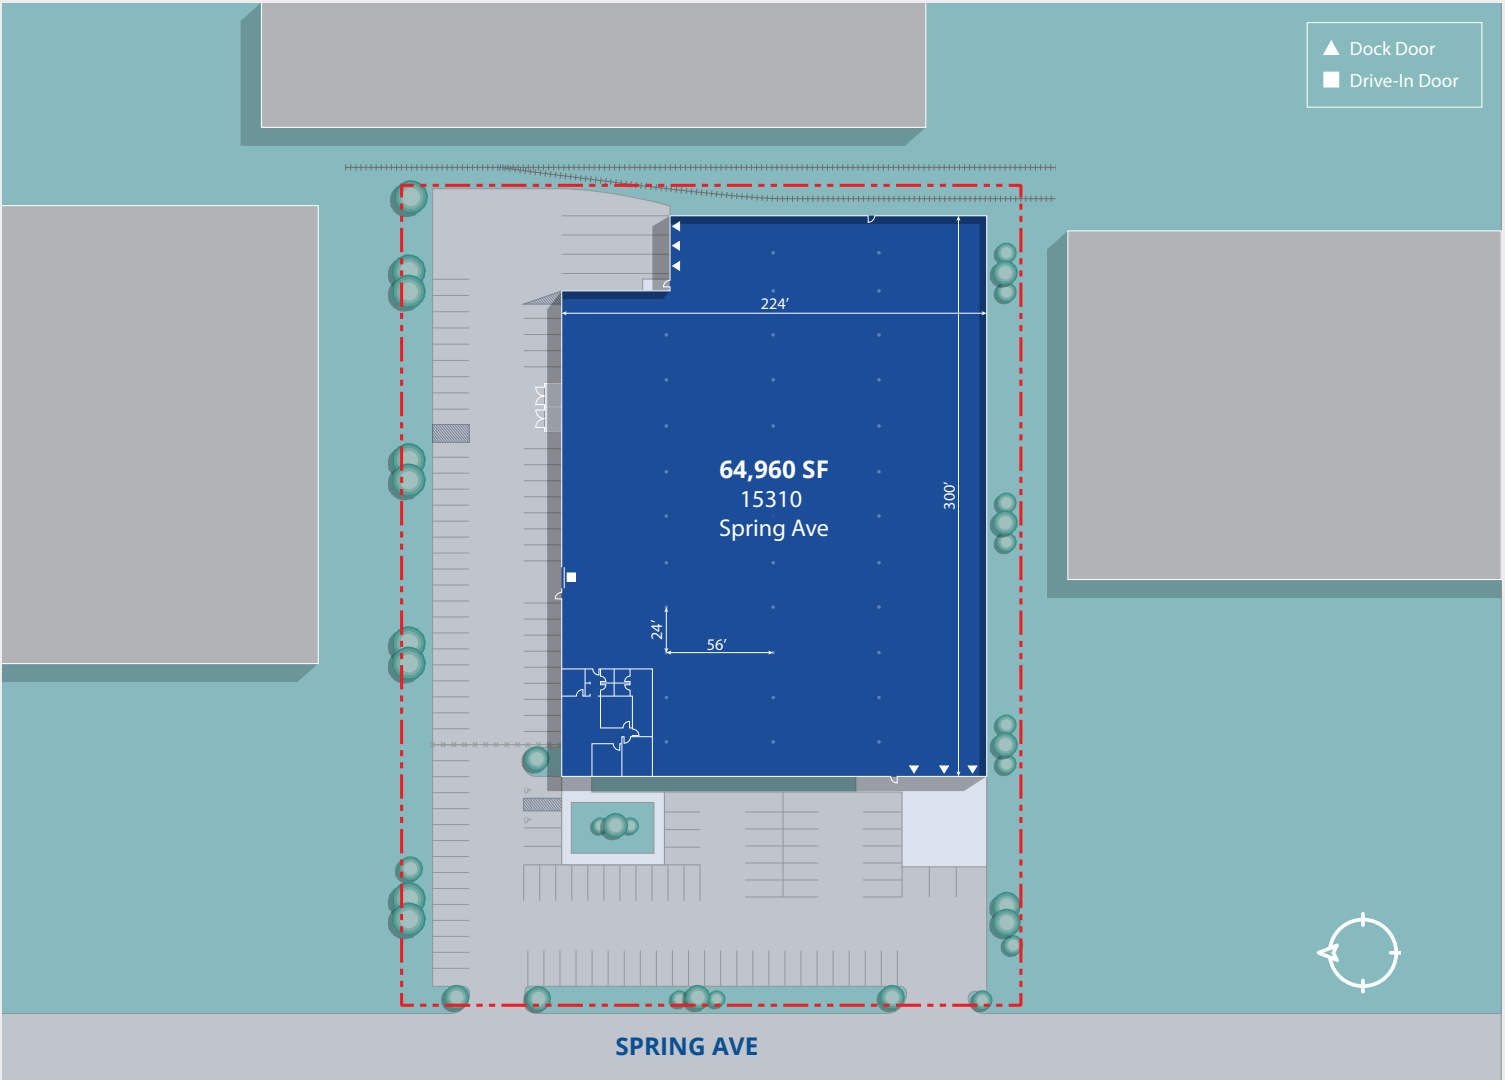 Dock Door
Drive-In Door
224’
64,960 SF
15310
Spring Ave
300’
24’
56’
SPRING AVE